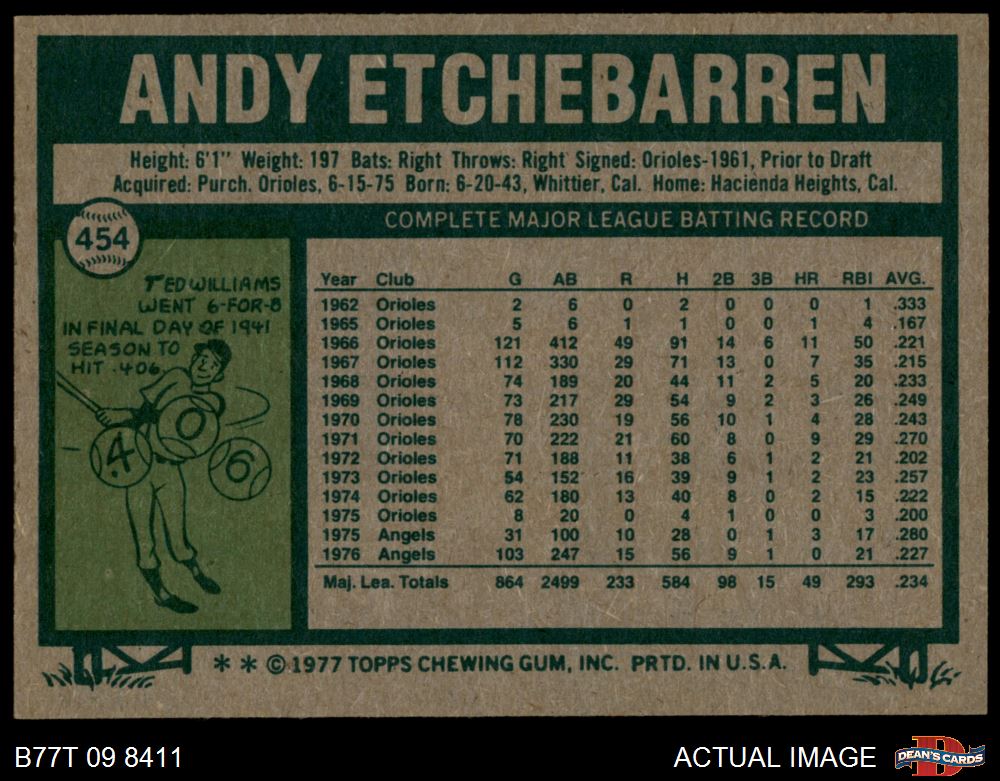 ANDY ETCHEBARREN
Height: 6'1" Weight: 197 Bats: Right Throws: Right Signed: Orioles-1961, Prior to Draft
Acquired: Purch. Orioles, 6-15-75 Born: 6-20-43, Whittier, Cal. Home: Hacienda Heights, Cal.
454
TED WILLIAMS
WENT 6-FOR-8
IN FINAL DAY OF 1941
SEASON TO
HIT .406
.4 0 6
COMPLETE MAJOR LEAGUE BATTING RECORD
Year Club G AB R H 2B 3B HR RBI AVG.
1962 Orioles 2 6 0 2 0 0 0 1 .333
1965 Orioles 5 6 1 1 0 0 1 4 .167
1966 Orioles 121 412 49 91 14 6 11 50 .221
1967 Orioles 112 330 29 71 13 0 7 35 .215
1968 Orioles 74 189 20 44 11 2 5 20 .233
1969 Orioles 73 217 29 54 9 2 3 26 .249
1970 Orioles 78 230 19 56 10 1 4 28 .243
1971 Orioles 70 222 21 60 8 0 9 29 .270
1972 Orioles 71 188 11 38 6 1 2 21 .202
1973 Orioles 54 152 16 39 9 1 2 23 .257
1974 Orioles 62 180 13 40 8 0 2 15 .222
1975 Orioles 8 20 0 4 1 0 0 3 .200
1975 Angels 31 100 10 28 0 1 3 17 .280
1976 Angels 103 247 15 56 9 1 0 21 .227
Maj. Lea. Totals 864 2499 233 584 98 15 49 293 .234
* * © 1977 TOPPS CHEWING GUM, INC. PRTD. IN U.S.A.
B77T 09 8411
ACTUAL IMAGE
D
DEAN'S CARDS